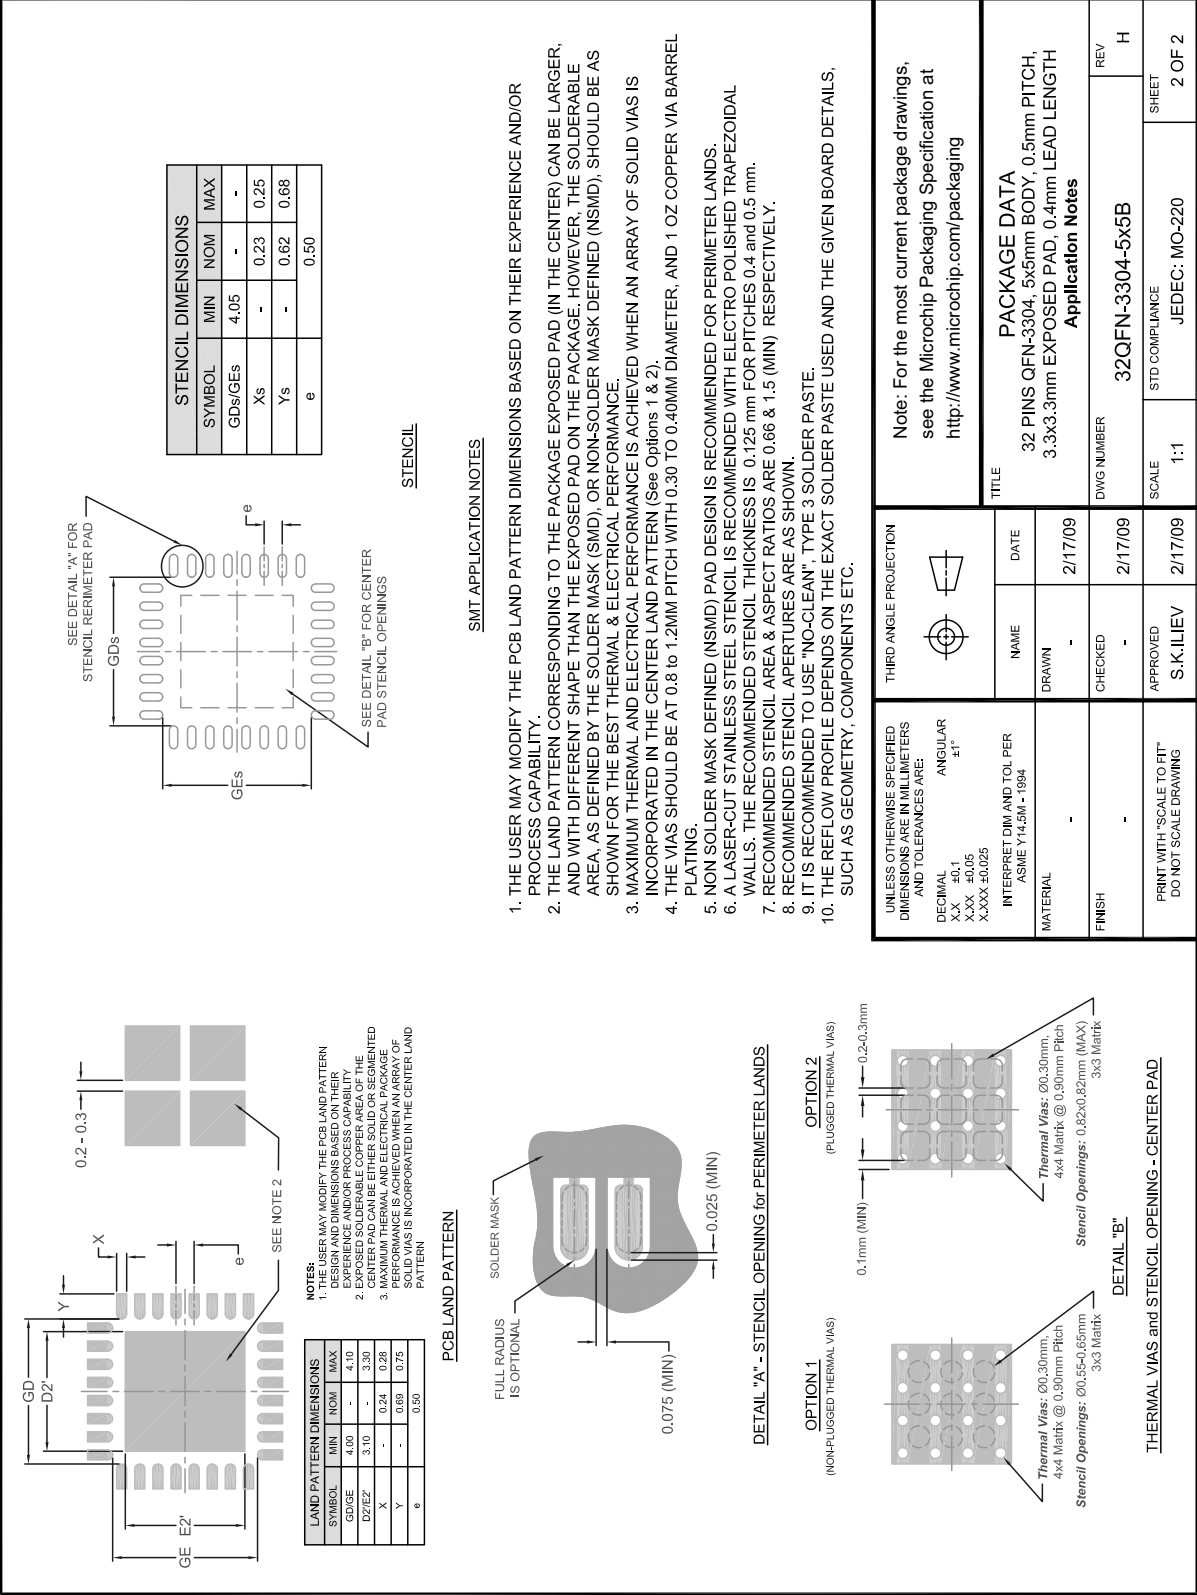 GD
D2'
Y
X
e
GE
E2'
0.2 - 0.3
SEE NOTE 2
LAND PATTERN DIMENSIONS
SYMBOL MIN NOM MAX
GD/GE 4.00 - 4.10
D2'/E2' 3.10 - 3.30
X - 0.24 0.28
Y - 0.69 0.75
e 0.50
NOTES:
1. THE USER MAY MODIFY THE PCB LAND PATTERN
DESIGN AND DIMENSIONS BASED ON THEIR
EXPERIENCE AND/OR PROCESS CAPABILITY
2. EXPOSED SOLDERABLE COPPER AREA OF THE
CENTER PAD CAN BE EITHER SOLID OR SEGMENTED
3. MAXIMUM THERMAL AND ELECTRICAL PACKAGE
PERFORMANCE IS ACHIEVED WHEN AN ARRAY OF
SOLID VIAS IS INCORPORATED IN THE CENTER LAND
PATTERN
PCB LAND PATTERN
SOLDER MASK
FULL RADIUS
IS OPTIONAL
0.075 (MIN)
0.025 (MIN)
DETAIL "A" - STENCIL OPENING for PERIMETER LANDS
OPTION 1
(NON-PLUGGED THERMAL VIAS)
Thermal Vias: Ø0.30mm,
4x4 Matrix @ 0.90mm Pitch
Stencil Openings: Ø0.55-0.65mm
3x3 Matrix
OPTION 2
(PLUGGED THERMAL VIAS)
0.1mm (MIN)
0.2-0.3mm
Thermal Vias: Ø0.30mm,
4x4 Matrix @ 0.90mm Pitch
Stencil Openings: 0.82x0.82mm (MAX)
3x3 Matrix
DETAIL "B"
THERMAL VIAS and STENCIL OPENING - CENTER PAD
SEE DETAIL "A" FOR
STENCIL RERIMETER PAD
GDs
GEs
e
SEE DETAIL "B" FOR CENTER
PAD STENCIL OPENINGS
STENCIL DIMENSIONS
SYMBOL MIN NOM MAX
GDs/GEs 4.05 - -
Xs - 0.23 0.25
Ys - 0.62 0.68
e 0.50
STENCIL
SMT APPLICATION NOTES
1. THE USER MAY MODIFY THE PCB LAND PATTERN DIMENSIONS BASED ON THEIR EXPERIENCE AND/OR
PROCESS CAPABILITY.
2. THE LAND PATTERN CORRESPONDING TO THE PACKAGE EXPOSED PAD (IN THE CENTER) CAN BE LARGER,
AND WITH DIFFERENT SHAPE THAN THE EXPOSED PAD ON THE PACKAGE. HOWEVER, THE SOLDERABLE
AREA, AS DEFINED BY THE SOLDER MASK (SMD), OR NON-SOLDER MASK DEFINED (NSMD), SHOULD BE AS
SHOWN FOR THE BEST THERMAL & ELECTRICAL PERFORMANCE.
3. MAXIMUM THERMAL AND ELECTRICAL PERFORMANCE IS ACHIEVED WHEN AN ARRAY OF SOLID VIAS IS
INCORPORATED IN THE CENTER LAND PATTERN (See Options 1 & 2).
4. THE VIAS SHOULD BE AT 0.8 to 1.2MM PITCH WITH 0.30 TO 0.40MM DIAMETER, AND 1 OZ COPPER VIA BARREL
PLATING.
5. NON SOLDER MASK DEFINED (NSMD) PAD DESIGN IS RECOMMENDED FOR PERIMETER LANDS.
6. A LASER-CUT STAINLESS STEEL STENCIL IS RECOMMENDED WITH ELECTRO POLISHED TRAPEZOIDAL
WALLS. THE RECOMMENDED STENCIL THICKNESS IS 0.125 mm FOR PITCHES 0.4 and 0.5 mm.
7. RECOMMENDED STENCIL AREA & ASPECT RATIOS ARE 0.66 & 1.5 (MIN) RESPECTIVELY.
8. RECOMMENDED STENCIL APERTURES ARE AS SHOWN.
9. IT IS RECOMMENDED TO USE "NO-CLEAN", TYPE 3 SOLDER PASTE.
10. THE REFLOW PROFILE DEPENDS ON THE EXACT SOLDER PASTE USED AND THE GIVEN BOARD DETAILS,
SUCH AS GEOMETRY, COMPONENTS ETC.
UNLESS OTHERWISE SPECIFIED
DIMENSIONS ARE IN MILLIMETERS
AND TOLERANCES ARE:
DECIMAL ANGULAR
X.X ±0.1 ±1°
X.XX ±0.05
X.XXX ±0.025
INTERPRET DIM AND TOL PER
ASME Y14.5M - 1994
MATERIAL
-
FINISH
-
PRINT WITH "SCALE TO FIT"
DO NOT SCALE DRAWING
THIRD ANGLE PROJECTION
NAME DATE
DRAWN
- 2/17/09
CHECKED
- 2/17/09
APPROVED
S.K.ILIEV 2/17/09
Note: For the most current package drawings,
see the Microchip Packaging Specification at
http://www.microchip.com/packaging
TITLE
PACKAGE DATA
32 PINS QFN-3304, 5x5mm BODY, 0.5mm PITCH,
3.3x3.3mm EXPOSED PAD, 0.4mm LEAD LENGTH
Application Notes
DWG NUMBER
32QFN-3304-5x5B
REV
H
SCALE
1:1
STD COMPLIANCE
JEDEC: MO-220
SHEET
2 OF 2